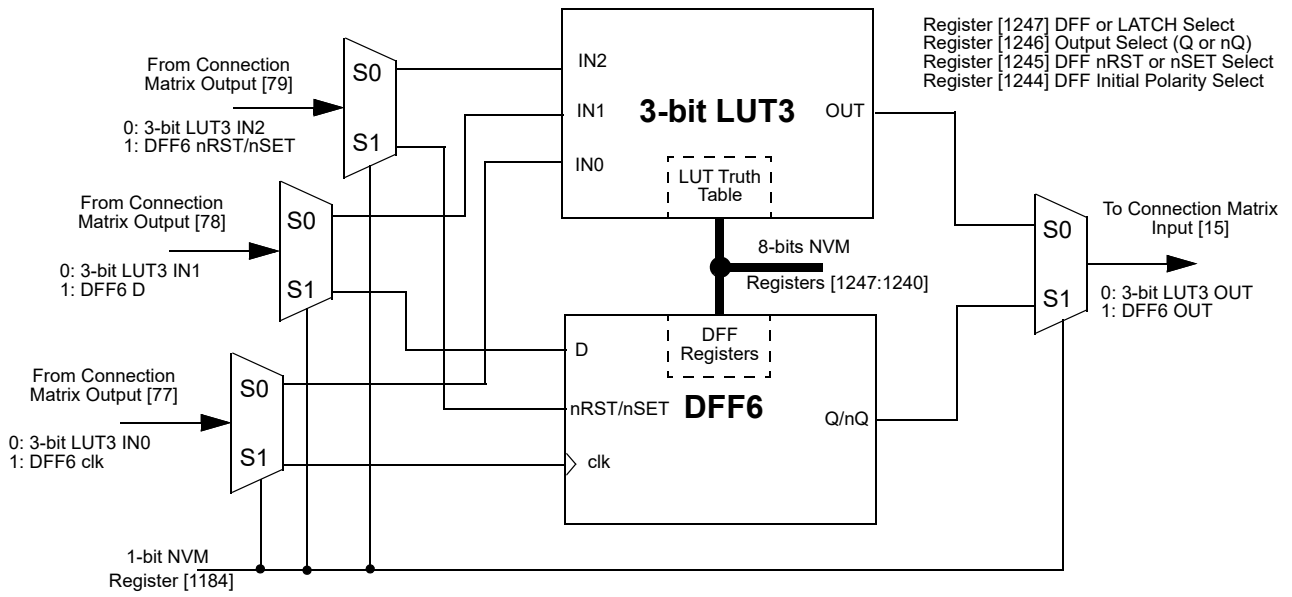 Register [1247] DFF or LATCH Select
Register [1246] Output Select (Q or nQ)
Register [1245] DFF nRST or nSET Select
Register [1244] DFF Initial Polarity Select
From Connection
Matrix Output [79]
0: 3-bit LUT3 IN2
1: DFF6 nRST/nSET
S0
S1
IN2
IN1
IN0
3-bit LUT3
OUT
LUT Truth
Table
From Connection
Matrix Output [78]
0: 3-bit LUT3 IN1
1: DFF6 D
S0
S1
8-bits NVM
Registers [1247:1240]
S0
S1
To Connection Matrix
Input [15]
0: 3-bit LUT3 OUT
1: DFF6 OUT
From Connection
Matrix Output [77]
0: 3-bit LUT3 IN0
1: DFF6 clk
S0
S1
D
nRST/nSET
clk
DFF
Registers
DFF6
Q/nQ
1-bit NVM
Register [1184]